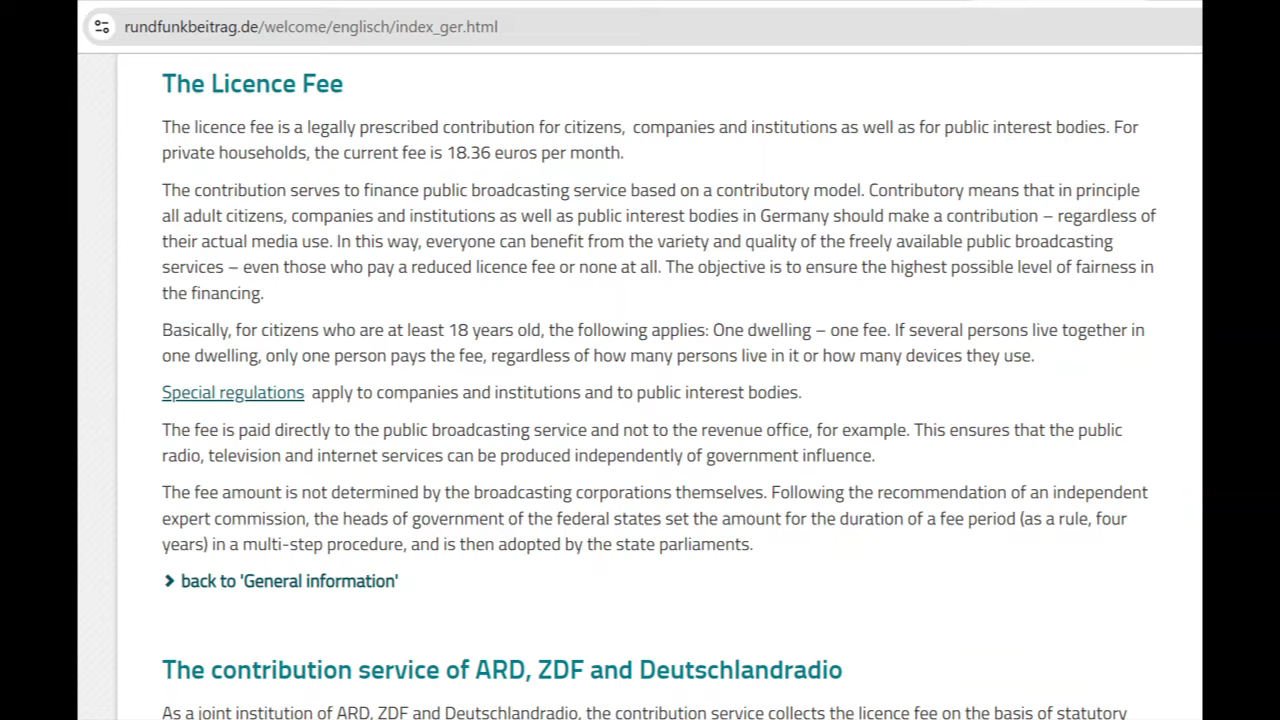 rundfunkbeitrag.de/welcome/englisch/index_ger.html
The Licence Fee
The licence fee is a legally prescribed contribution for citizens, companies and institutions as well as for public interest bodies. For
private households, the current fee is 18.36 euros per month.
The contribution serves to finance public broadcasting service based on a contributory model. Contributory means that in principle
all adult citizens, companies and institutions as well as public interest bodies in Germany should make a contribution – regardless of
their actual media use. In this way, everyone can benefit from the variety and quality of the freely available public broadcasting
services – even those who pay a reduced licence fee or none at all. The objective is to ensure the highest possible level of fairness in
the financing.
Basically, for citizens who are at least 18 years old, the following applies: One dwelling – one fee. If several persons live together in
one dwelling, only one person pays the fee, regardless of how many persons live in it or how many devices they use.
Special regulations apply to companies and institutions and to public interest bodies.
The fee is paid directly to the public broadcasting service and not to the revenue office, for example. This ensures that the public
radio, television and internet services can be produced independently of government influence.
The fee amount is not determined by the broadcasting corporations themselves. Following the recommendation of an independent
expert commission, the heads of government of the federal states set the amount for the duration of a fee period (as a rule, four
years) in a multi-step procedure, and is then adopted by the state parliaments.
back to 'General information'
The contribution service of ARD, ZDF and Deutschlandradio
As a joint institution of ARD, ZDF and Deutschlandradio, the contribution service collects the licence fee on the basis of statutory